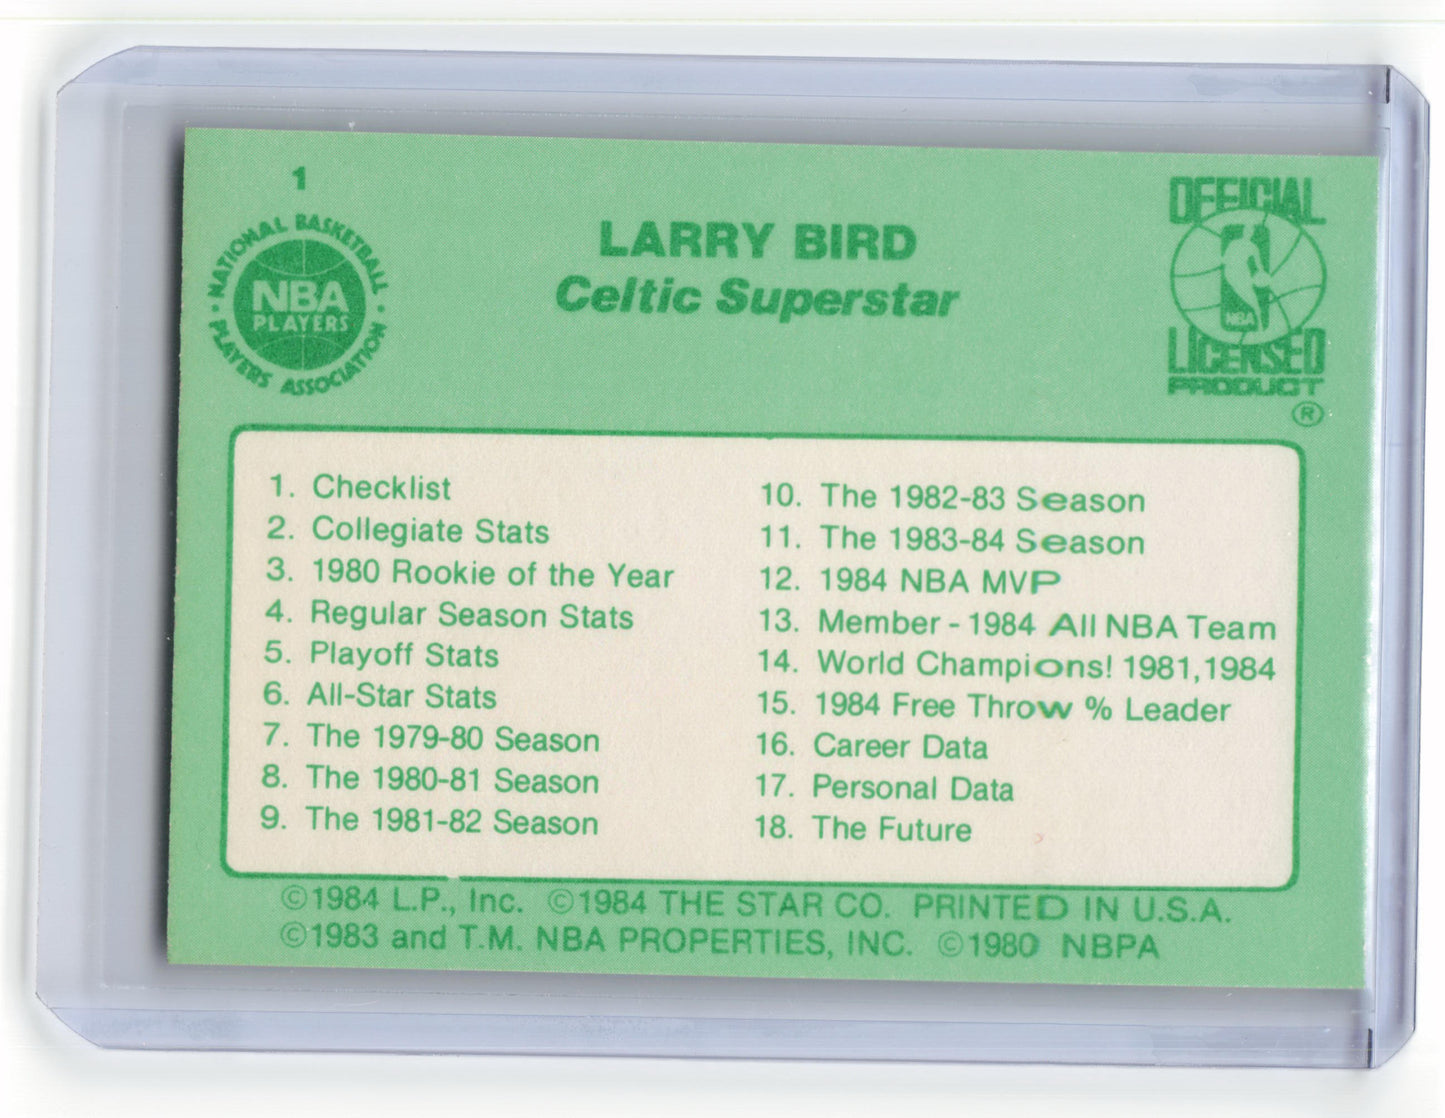 1
NATIONAL BASKETBALL
PLAYERS ASSOCIATION
NBA
PLAYERS
LARRY BIRD
Celtic Superstar
OFFICIAL
NBA
LICENSED
PRODUCT
®
1. Checklist
2. Collegiate Stats
3. 1980 Rookie of the Year
4. Regular Season Stats
5. Playoff Stats
6. All-Star Stats
7. The 1979-80 Season
8. The 1980-81 Season
9. The 1981-82 Season
10. The 1982-83 Season
11. The 1983-84 Season
12. 1984 NBA MVP
13. Member - 1984 All NBA Team
14. World Champions! 1981,1984
15. 1984 Free Throw % Leader
16. Career Data
17. Personal Data
18. The Future
©1984 L.P., Inc. ©1984 THE STAR CO. PRINTED IN U.S.A.
©1983 and T.M. NBA PROPERTIES, INC. ©1980 NBPA